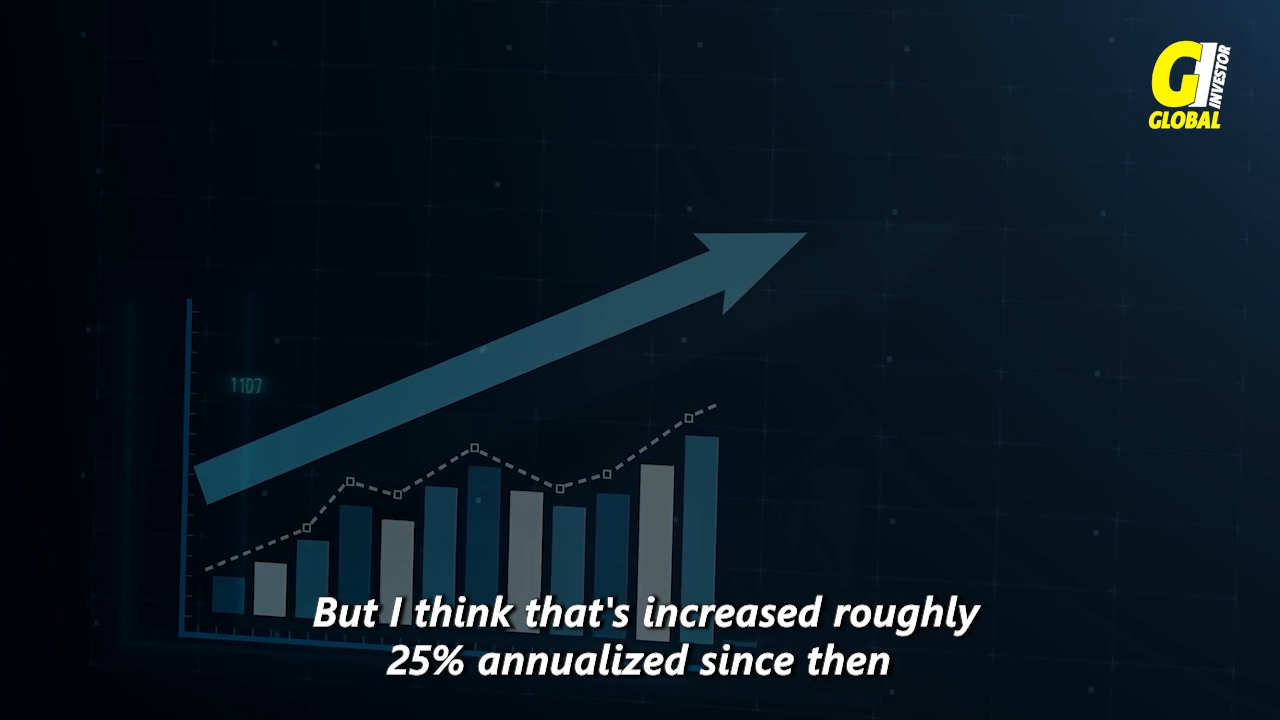 GI
INVESTOR
GLOBAL
1107
But I think that's increased roughly
25% annualized since then